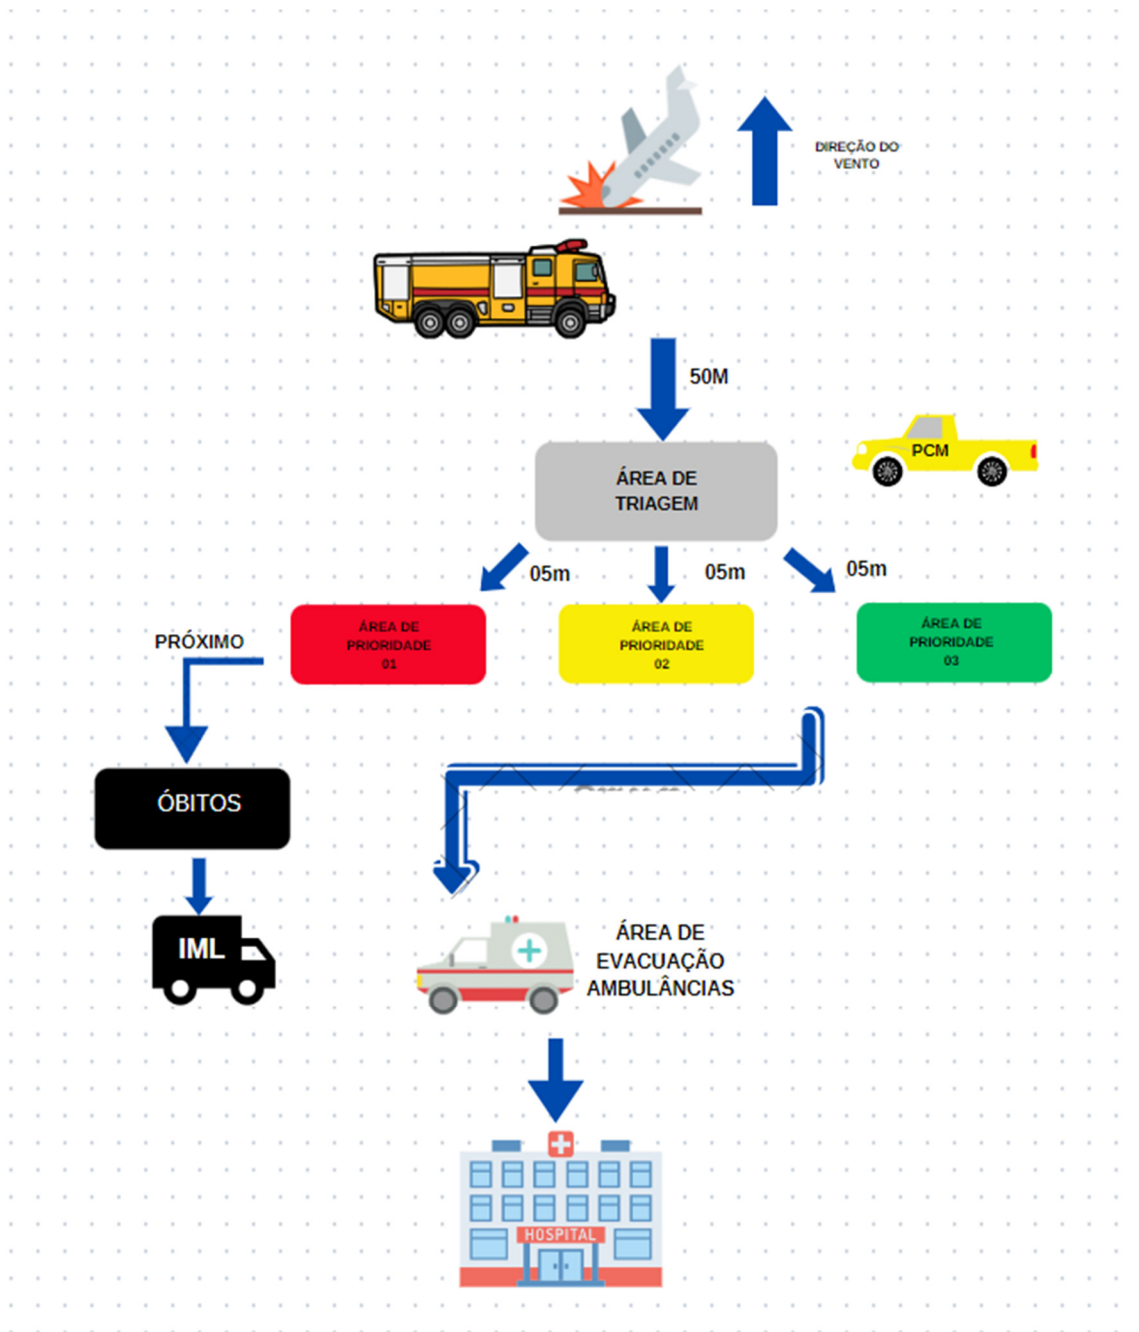 DIREÇÃO DO
VENTO
50M
PCM
ÁREA DE
TRIAGEM
05m
05m
05m
ÁREA DE
PRIORIDADE
01
ÁREA DE
PRIORIDADE
02
ÁREA DE
PRIORIDADE
03
PRÓXIMO
ÓBITOS
IML
ÁREA DE
EVACUAÇÃO
AMBULÂNCIAS
HOSPITAL